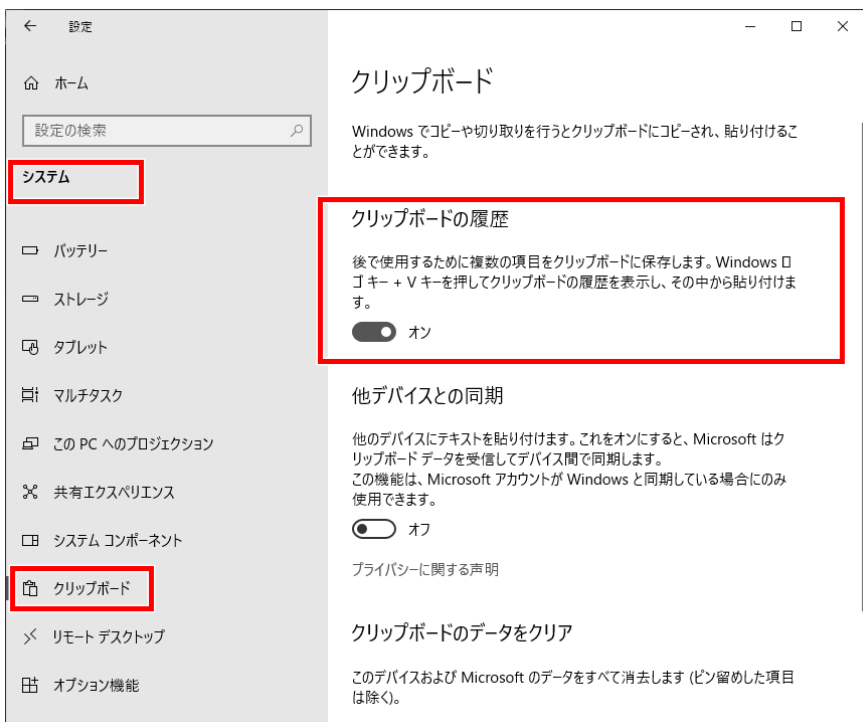 設定
ホーム
設定の検索
システム
バッテリー
ストレージ
タブレット
マルチタスク
この PC へのプロジェクション
共有エクスペリエンス
システム コンポーネント
クリップボード
リモート デスクトップ
オプション機能
クリップボード
Windows でコピーや切り取りを行うとクリップボードにコピーされ、貼り付けるこ
とができます。
クリップボードの履歴
後で使用するために複数の項目をクリップボードに保存します。Windows ロ
ゴ キー + V キーを押してクリップボードの履歴を表示し、その中から貼り付けま
す。
オン
他デバイスとの同期
他のデバイスにテキストを貼り付けます。これをオンにすると、Microsoft はク
リップボード データを受信してデバイス間で同期します。
この機能は、Microsoft アカウントが Windows と同期している場合にのみ
使用できます。
オフ
プライバシーに関する声明
クリップボードのデータをクリア
このデバイスおよび Microsoft のデータをすべて消去します (ピン留めした項目
は除く)。